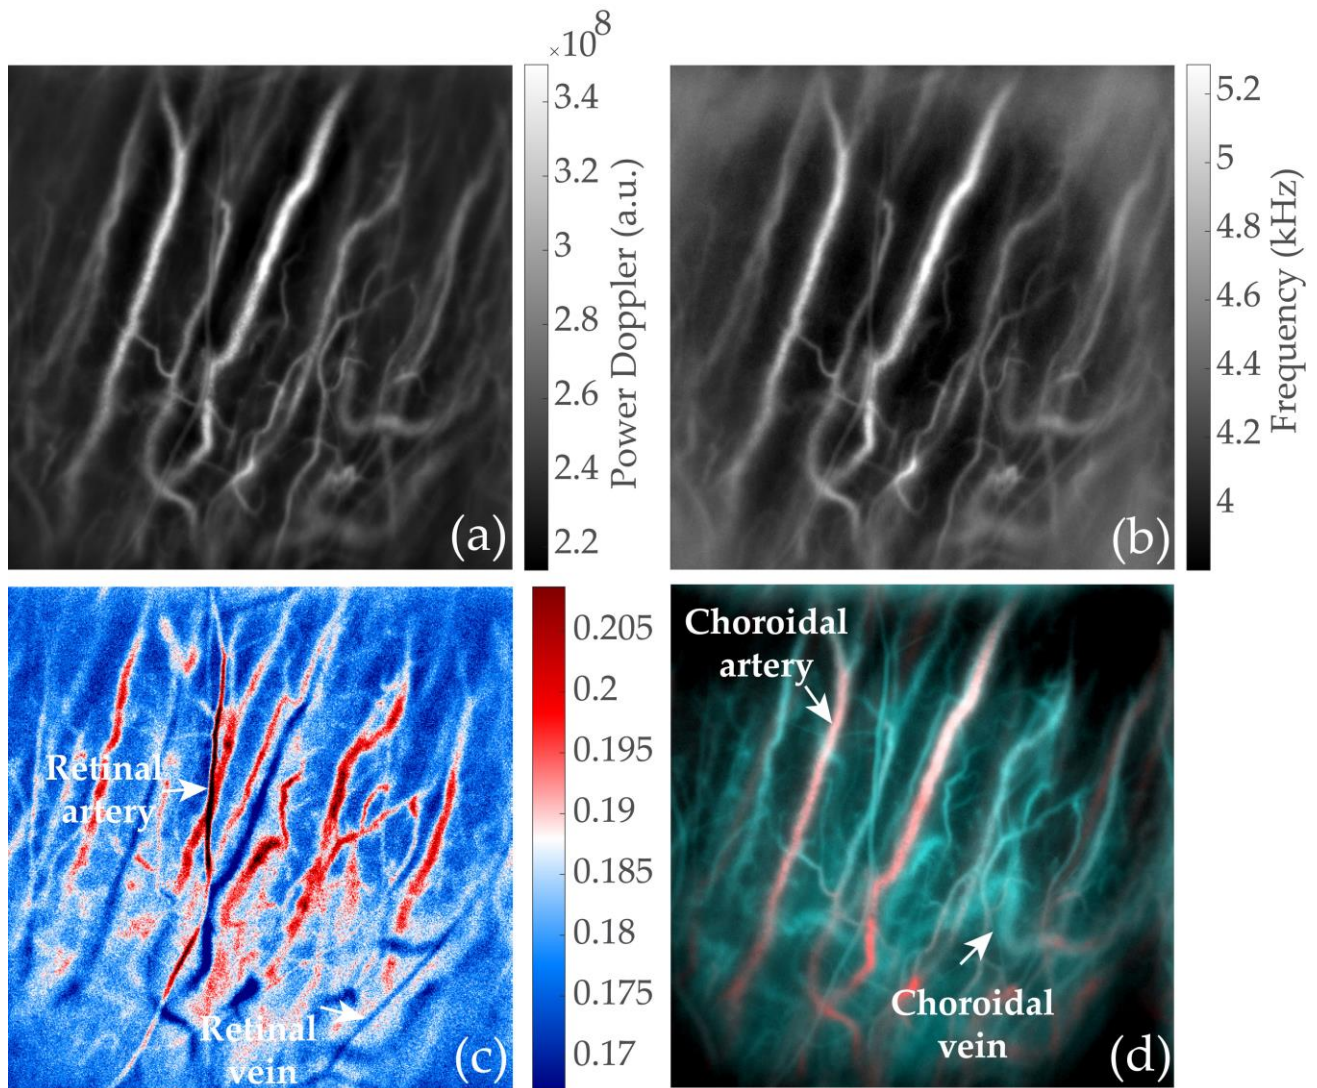 ×10⁸
3.4
3.2
3
2.8
2.6
2.4
2.2
Power Doppler (a.u.)
(a)
5.2
5
4.8
4.6
4.4
4.2
4
Frequency (kHz)
(b)
Retinal
artery
Retinal
vein
(c)
0.205
0.2
0.195
0.19
0.185
0.18
0.175
0.17
Choroidal
artery
Choroidal
vein
(d)